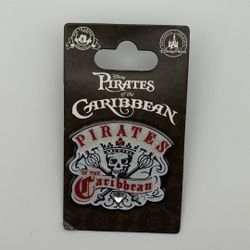 Disney
PIRATES
of the
CARIBBEAN
PIRATES
OF THE
Caribbean